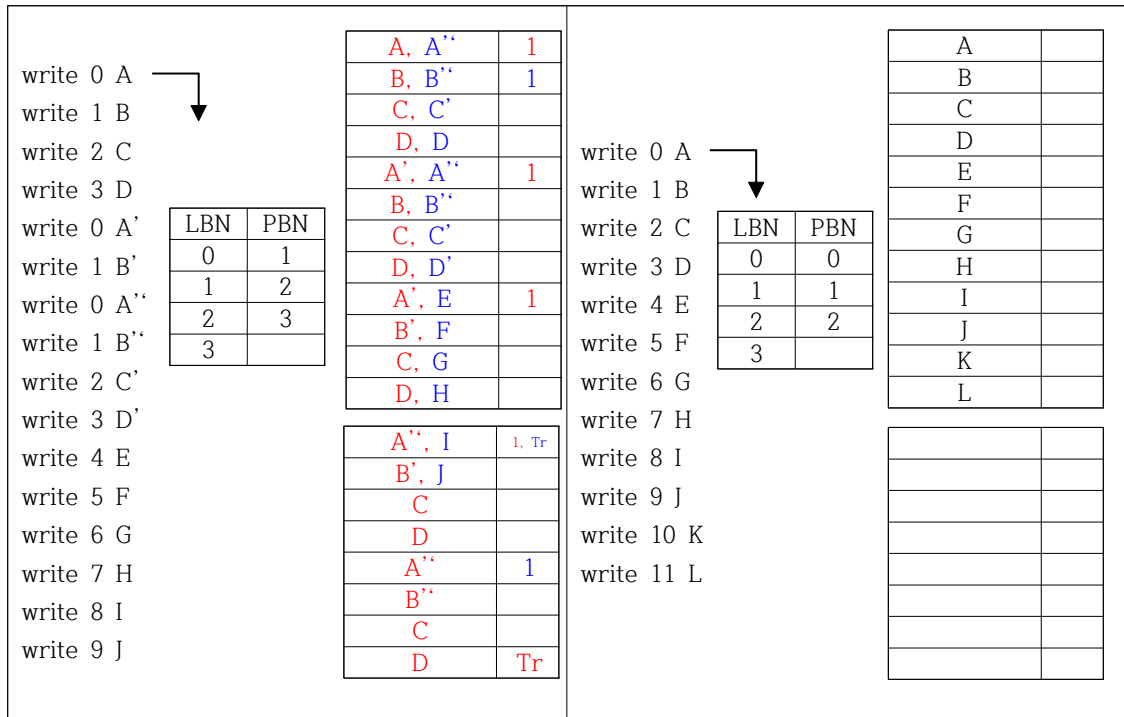 write 0 A
write 1 B
write 2 C
write 3 D
write 0 A'
write 1 B'
write 0 A'‘
write 1 B'‘
write 2 C'
write 3 D'
write 4 E
write 5 F
write 6 G
write 7 H
write 8 I
write 9 J
LBN PBN
0 1
1 2
2 3
3
A, A'‘ 1
B, B'‘ 1
C, C'
D, D
A', A'‘ 1
B, B'‘
C, C'
D, D'
A', E 1
B', F
C, G
D, H
A'‘, I 1, Tr
B', J
C
D
A'‘ 1
B'‘
C
D Tr
write 0 A
write 1 B
write 2 C
write 3 D
write 4 E
write 5 F
write 6 G
write 7 H
write 8 I
write 9 J
write 10 K
write 11 L
LBN PBN
0 0
1 1
2 2
3
A
B
C
D
E
F
G
H
I
J
K
L